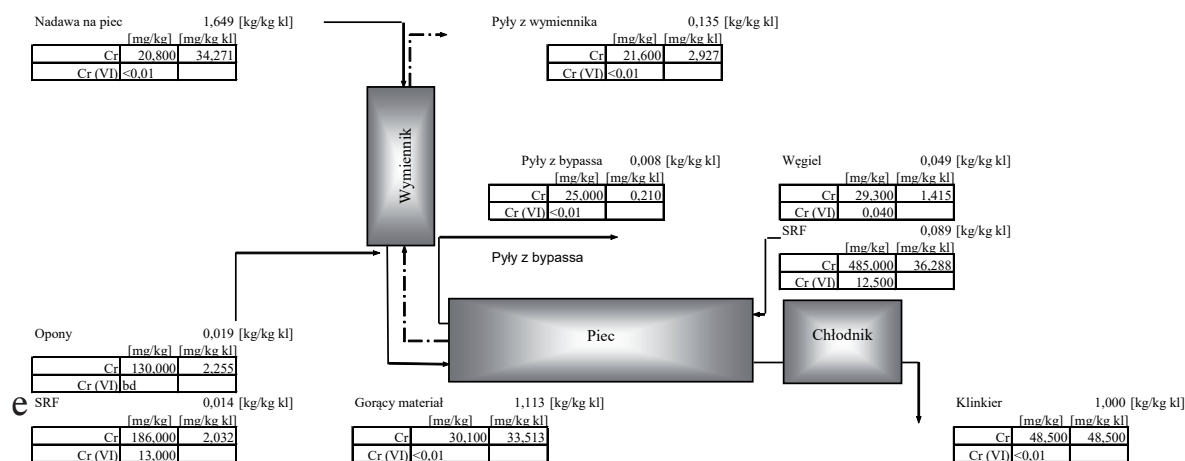 Nadawa na piec 1,649 [kg/kg kl]
[mg/kg] [mg/kg kl]
Cr 20,800 34,271
Cr (VI) <0,01
Pyły z wymiennika 0,135 [kg/kg kl]
[mg/kg] [mg/kg kl]
Cr 21,600 2,927
Cr (VI) <0,01
Wymiennik
Pyły z bypassa 0,008 [kg/kg kl]
[mg/kg] [mg/kg kl]
Cr 25,000 0,210
Cr (VI) <0,01
Pyły z bypassa
Węgiel 0,049 [kg/kg kl]
[mg/kg] [mg/kg kl]
Cr 29,300 1,415
Cr (VI) 0,040
SRF 0,089 [kg/kg kl]
[mg/kg] [mg/kg kl]
Cr 485,000 36,288
Cr (VI) 12,500
Piec
Chłodnik
Opony 0,019 [kg/kg kl]
[mg/kg] [mg/kg kl]
Cr 130,000 2,255
Cr (VI) bd
e
SRF 0,014 [kg/kg kl]
[mg/kg] [mg/kg kl]
Cr 186,000 2,032
Cr (VI) 13,000
Gorący materiał 1,113 [kg/kg kl]
[mg/kg] [mg/kg kl]
Cr 30,100 33,513
Cr (VI) <0,01
Klinkier 1,000 [kg/kg kl]
[mg/kg] [mg/kg kl]
Cr 48,500 48,500
Cr (VI) <0,01